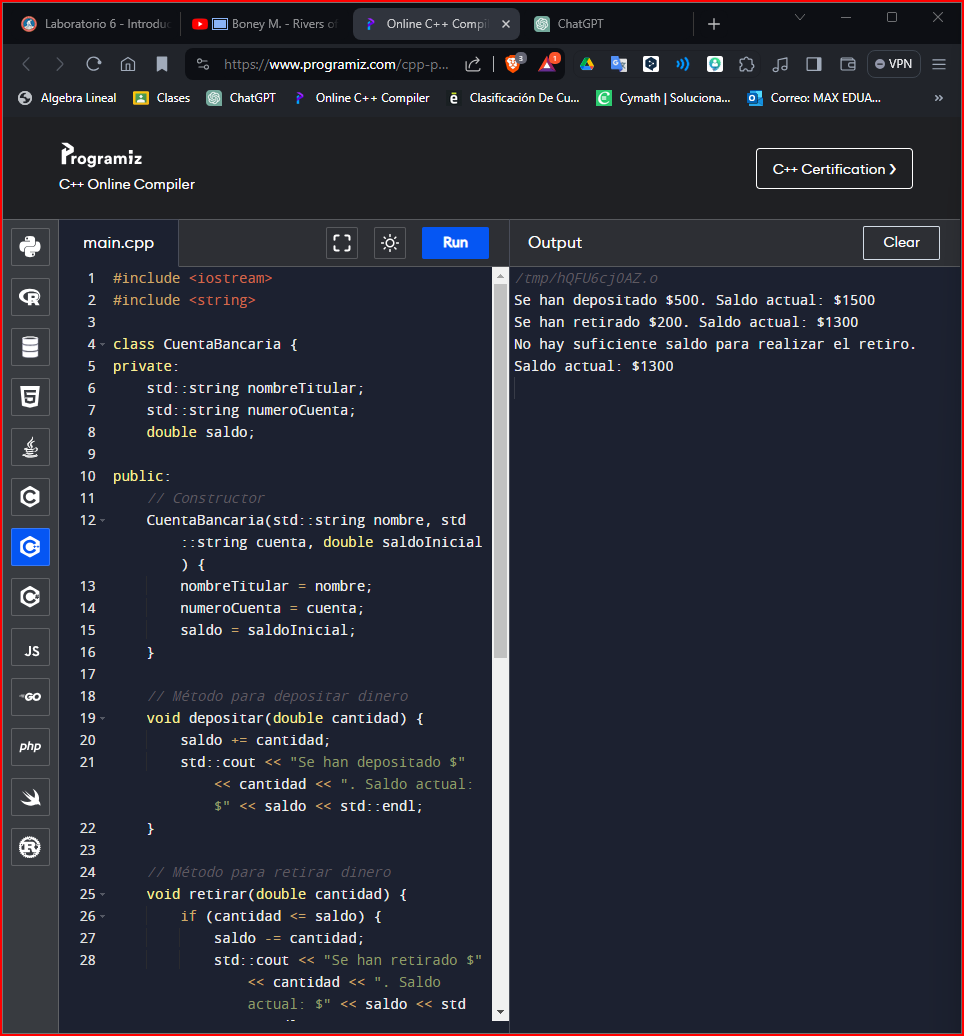 Laboratorio 6 - Introduc
Boney M. - Rivers of
Online C++ Compil
ChatGPT
https://www.programiz.com/cpp-p...
3
1
VPN
Algebra Lineal
Clases
ChatGPT
Online C++ Compiler
Clasificación De Cu...
Cymath | Soluciona...
Correo: MAX EDUA...
»
Programiz
C++ Online Compiler
C++ Certification ❯
main.cpp
Run
Output
Clear
JS
GO
php
1 #include <iostream>
2 #include <string>
3
4 class CuentaBancaria {
5 private:
6 std::string nombreTitular;
7 std::string numeroCuenta;
8 double saldo;
9
10 public:
11 // Constructor
12 CuentaBancaria(std::string nombre, std
::string cuenta, double saldoInicial
) {
13 nombreTitular = nombre;
14 numeroCuenta = cuenta;
15 saldo = saldoInicial;
16 }
17
18 // Método para depositar dinero
19 void depositar(double cantidad) {
20 saldo += cantidad;
21 std::cout << "Se han depositado $"
<< cantidad << ". Saldo actual:
$" << saldo << std::endl;
22 }
23
24 // Método para retirar dinero
25 void retirar(double cantidad) {
26 if (cantidad <= saldo) {
27 saldo -= cantidad;
28 std::cout << "Se han retirado $"
<< cantidad << ". Saldo
actual: $" << saldo << std
/tmp/hQFU6cj0AZ.o
Se han depositado $500. Saldo actual: $1500
Se han retirado $200. Saldo actual: $1300
No hay suficiente saldo para realizar el retiro.
Saldo actual: $1300